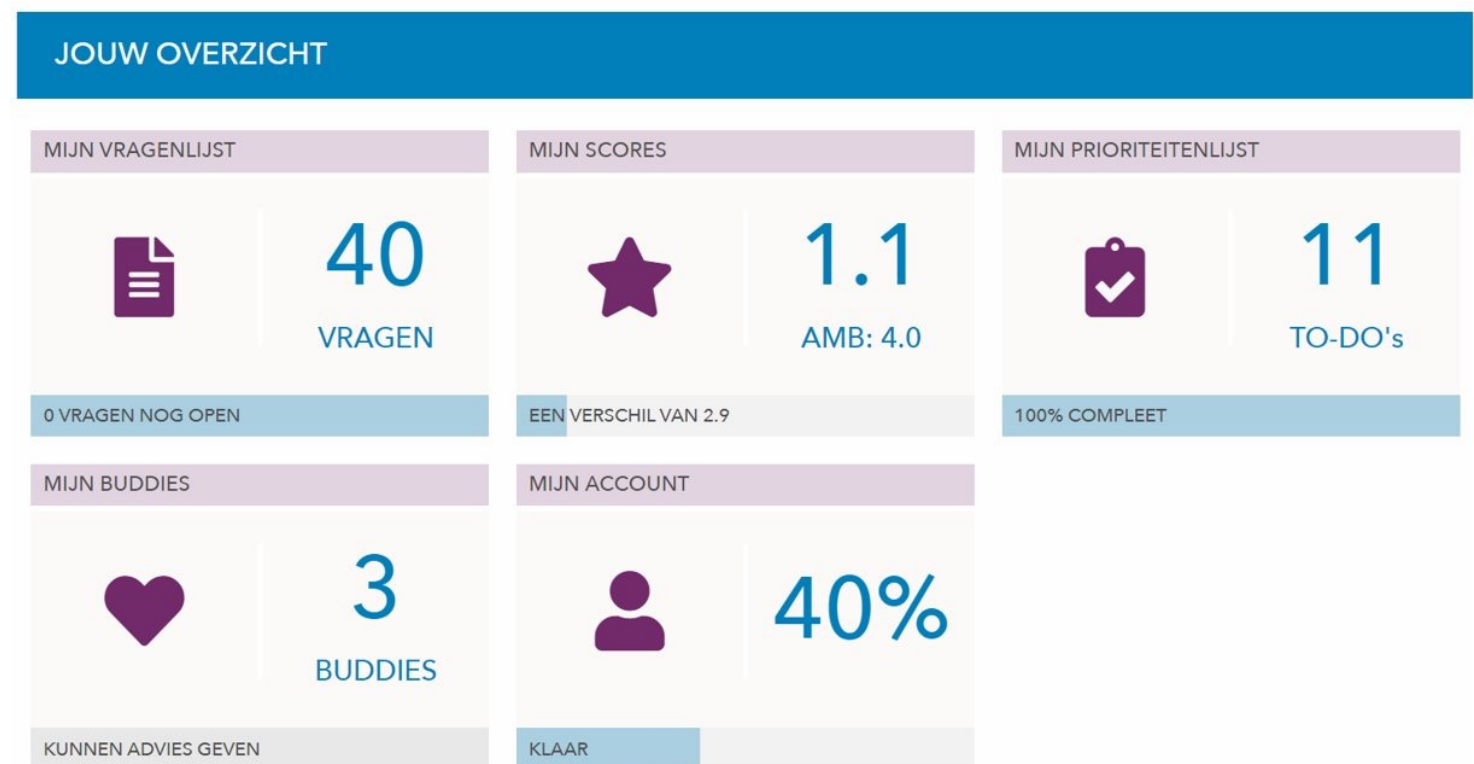 JOUW OVERZICHT
MIJN VRAGENLIJST
40
VRAGEN
0 VRAGEN NOG OPEN
MIJN SCORES
1.1
AMB: 4.0
EEN VERSCHIL VAN 2.9
MIJN PRIORITEITENLIJST
11
TO-DO's
100% COMPLEET
MIJN BUDDIES
3
BUDDIES
KUNNEN ADVIES GEVEN
MIJN ACCOUNT
40%
KLAAR